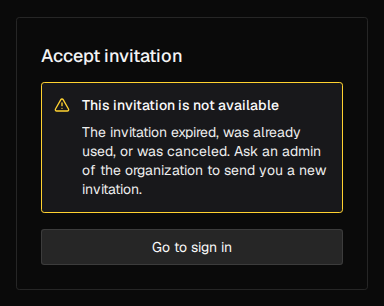 Accept invitation
This invitation is not available
The invitation expired, was already
used, or was canceled. Ask an admin
of the organization to send you a new
invitation.
Go to sign in